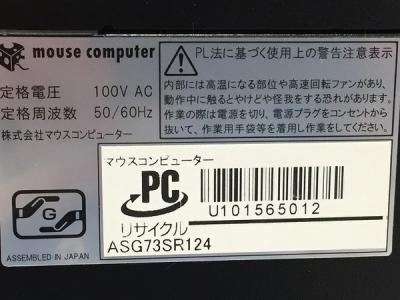 mouse computer
定格電圧 100V AC
定格周波数 50/60Hz
株式会社マウスコンピューター
⚠ PL法に基づく使用上の警告注意表示
内部には高温になる部位や高速回転ファンがあり、
動作中に触るとやけどや怪我をする恐れがあります。
作業の際は電源を切り、電源プラグをコンセントから
抜いて、作業用手袋等を着用しておこなってください。
G
ASSEMBLED IN JAPAN
マウスコンピューター
PC
リサイクル
U101565012
ASG73SR124